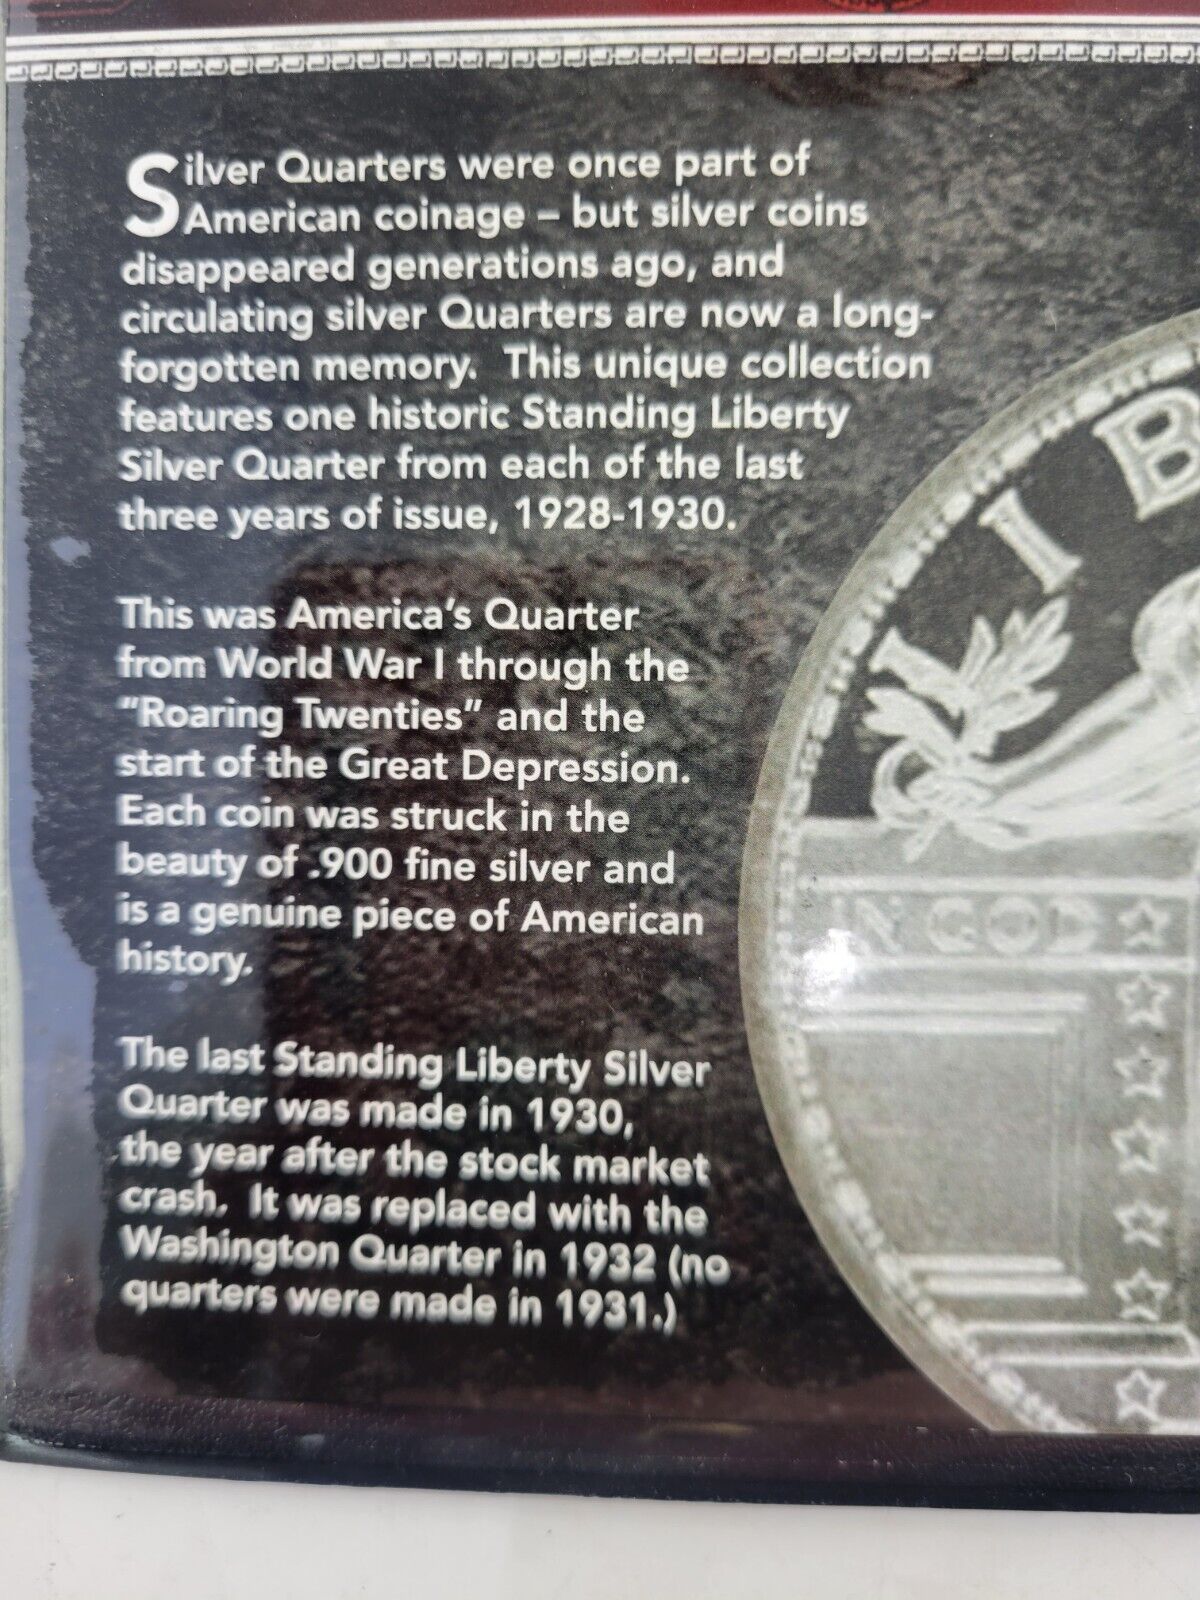 Silver Quarters were once part of
American coinage – but silver coins
disappeared generations ago, and
circulating silver Quarters are now a long-
forgotten memory. This unique collection
features one historic Standing Liberty
Silver Quarter from each of the last
three years of issue, 1928-1930.
This was America's Quarter
from World War I through the
"Roaring Twenties" and the
start of the Great Depression.
Each coin was struck in the
beauty of .900 fine silver and
is a genuine piece of American
history.
The last Standing Liberty Silver
Quarter was made in 1930,
the year after the stock market
crash. It was replaced with the
Washington Quarter in 1932 (no
quarters were made in 1931.)
LIB
IN GOD